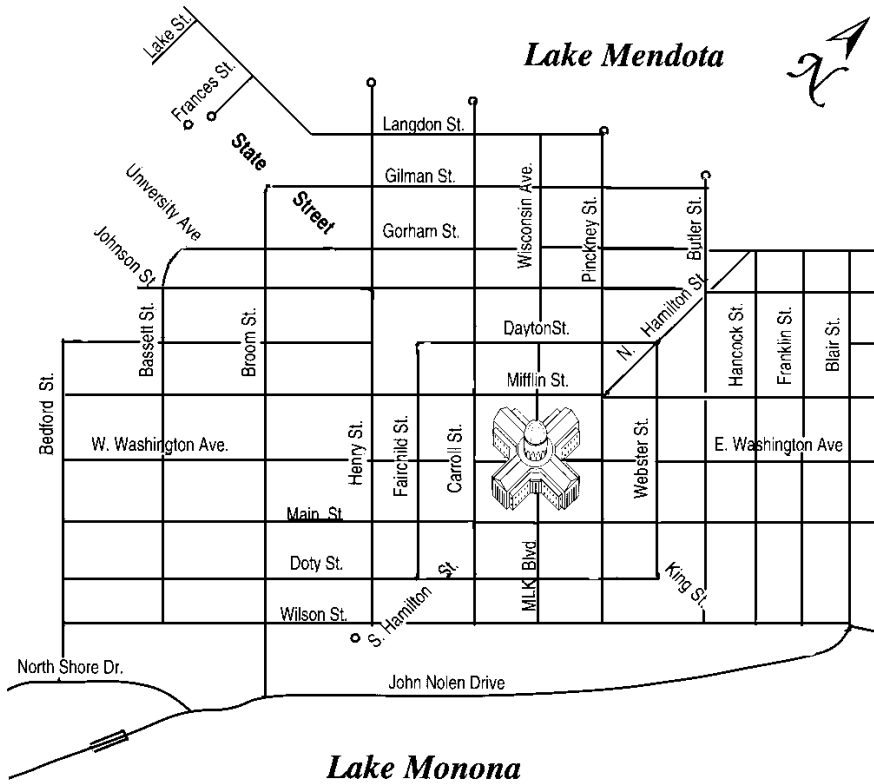 Lake St.
Lake Mendota
N
Frances St.
Langdon St.
State
Street
Gilman St.
University Ave
Wisconsin Ave.
Pinckney St.
Butler St.
Gorham St.
Johnson St
N. Hamilton St.
DaytonSt.
Bassett St.
Broom St.
Hancock St.
Franklin St.
Blair St.
Mifflin St.
Bedford St.
W. Washington Ave.
Henry St.
Fairchild St.
Carroll St.
Webster St.
E. Washington Ave
Main St
Doty St.
MLK Blvd.
King St.
Wilson St.
S. Hamilton St.
North Shore Dr.
John Nolen Drive
Lake Monona